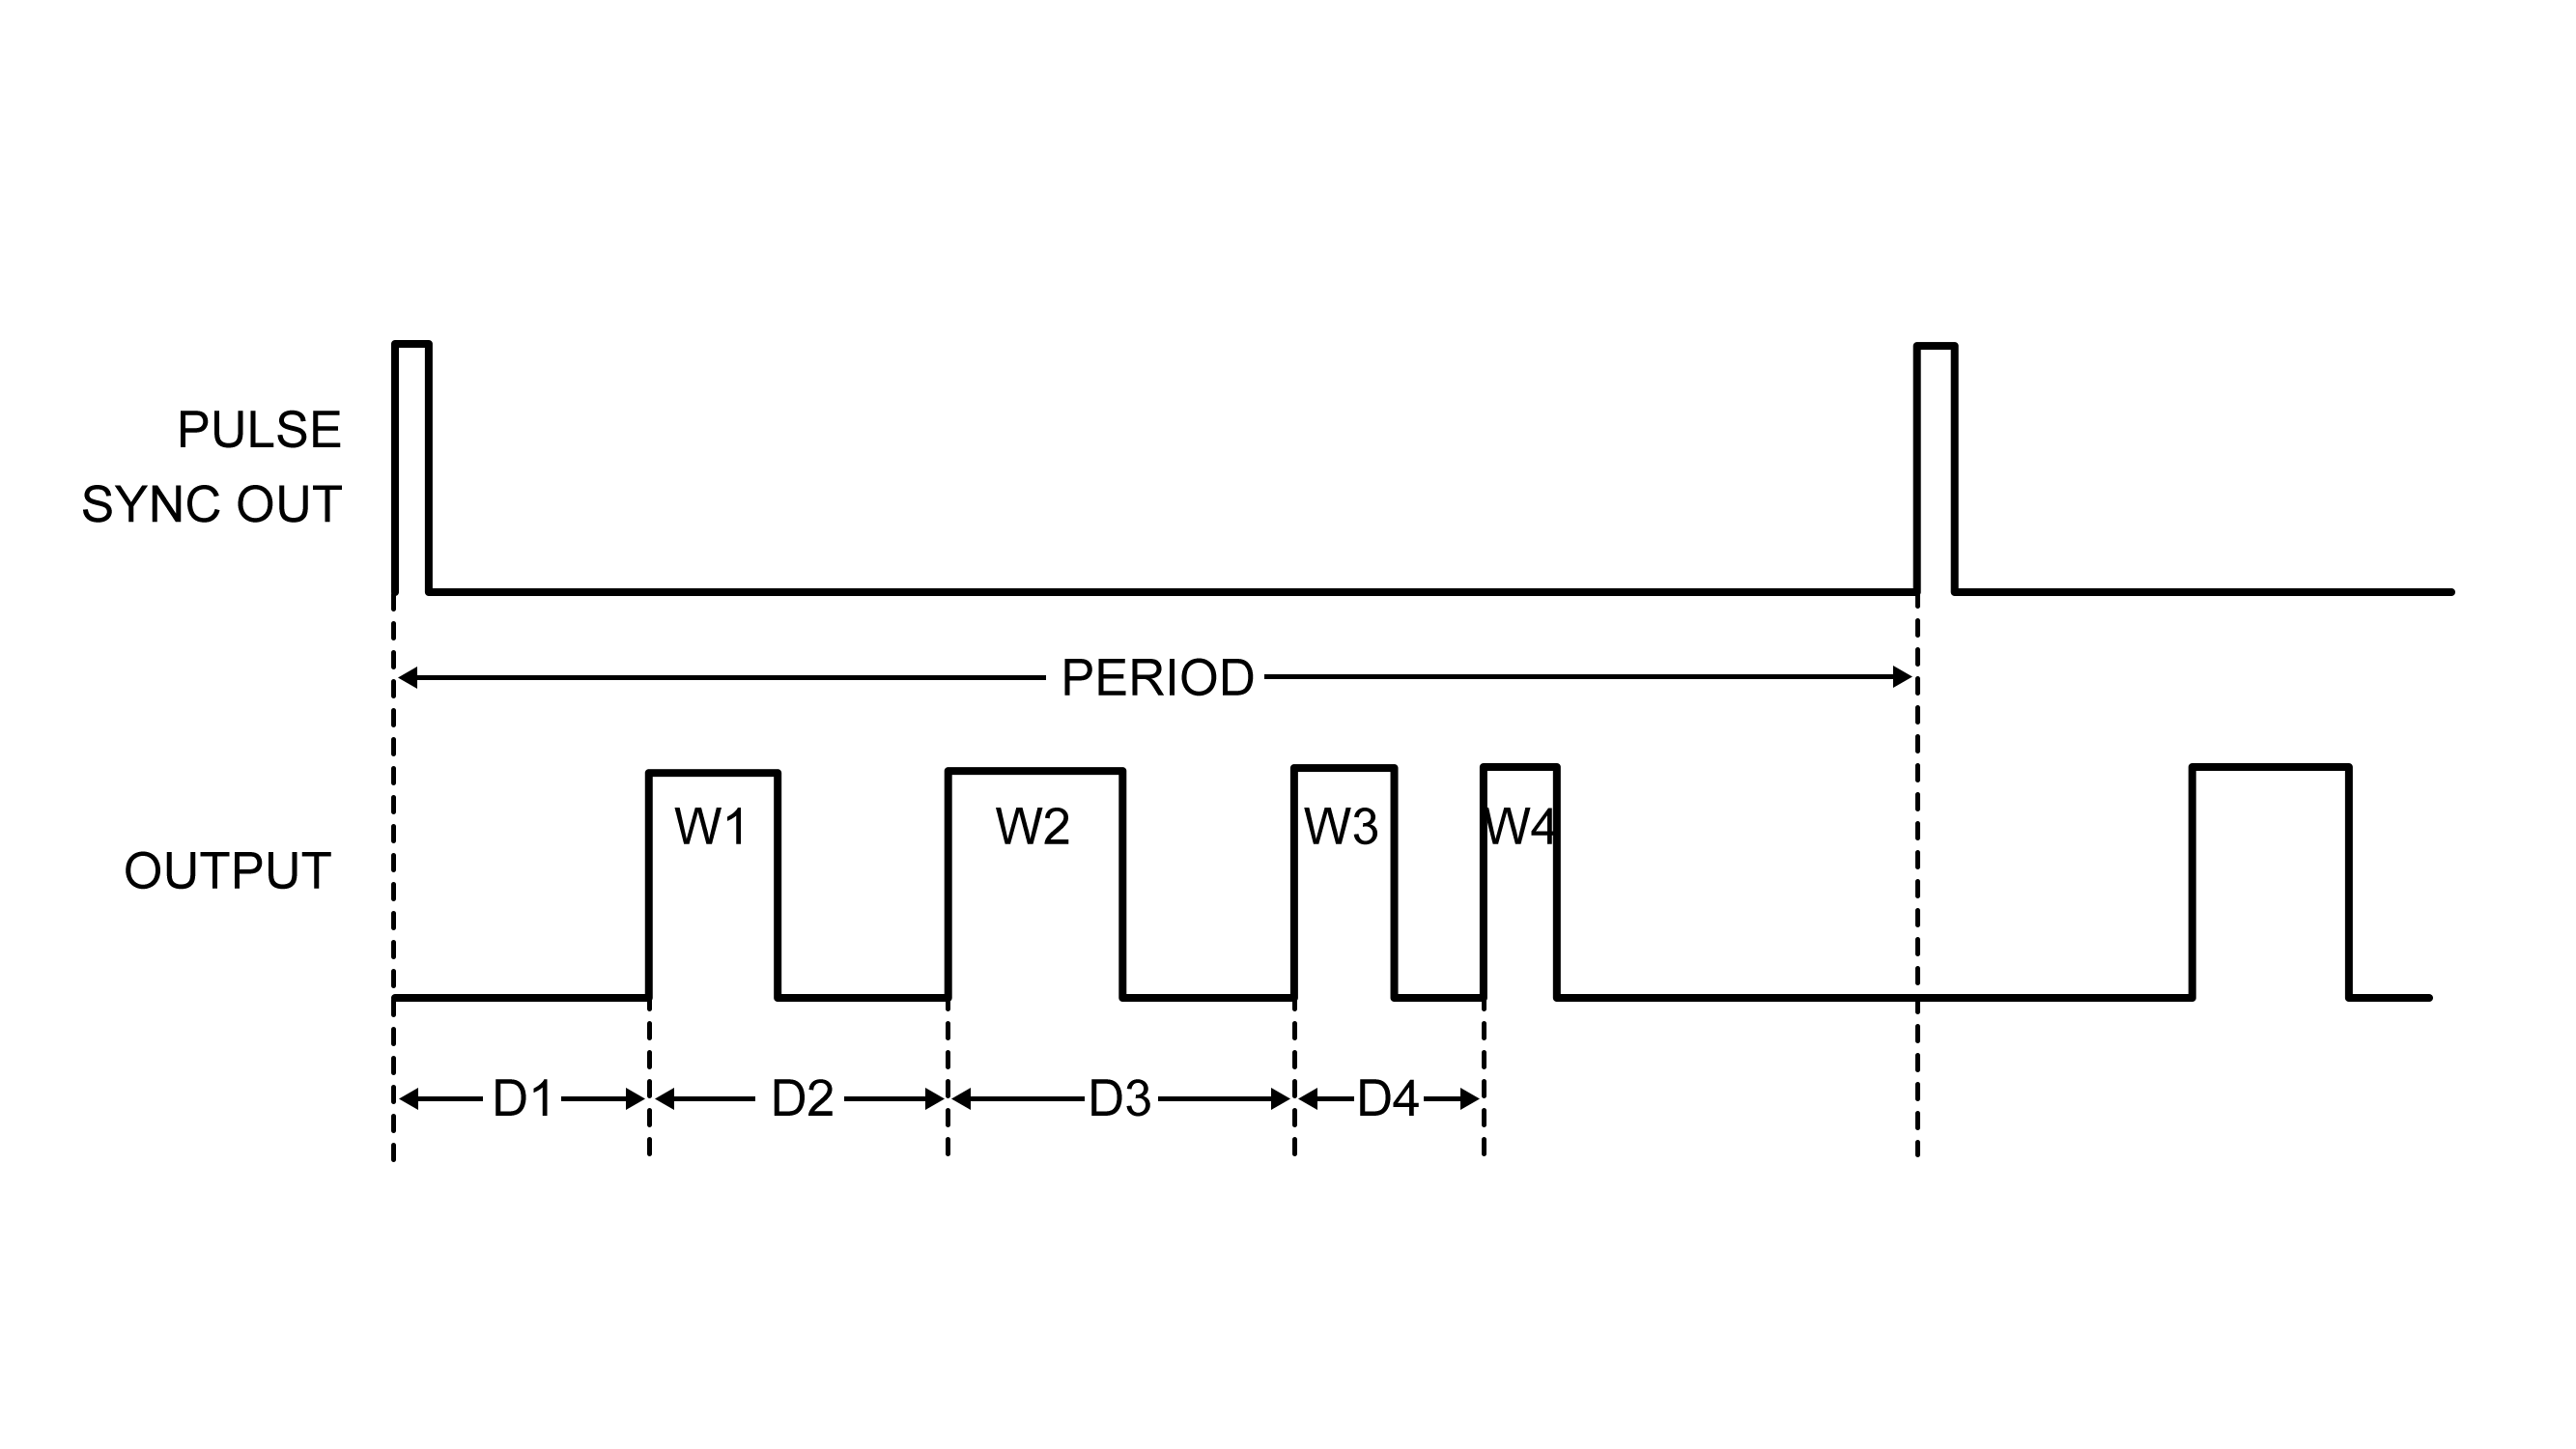 PULSE
SYNC OUT
PERIOD
W1 W2 W3 W4
OUTPUT
D1 D2 D3 D4